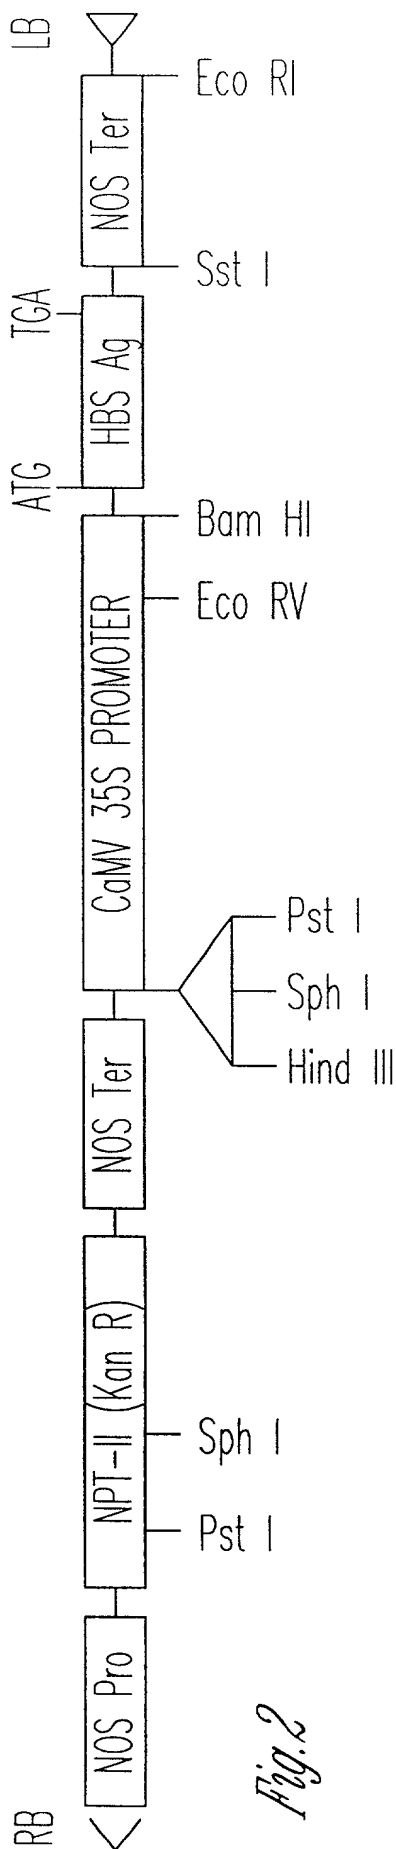 LB
Eco RI
NOS Ter
Sst I
TGA
HBS Ag
ATG
Bam HI
Eco RV
CaMV 35S PROMOTER
Pst I
Sph I
Hind III
NOS Ter
NPT-II (Kan R)
Sph I
Pst I
NOS Pro
RB
Fig.2